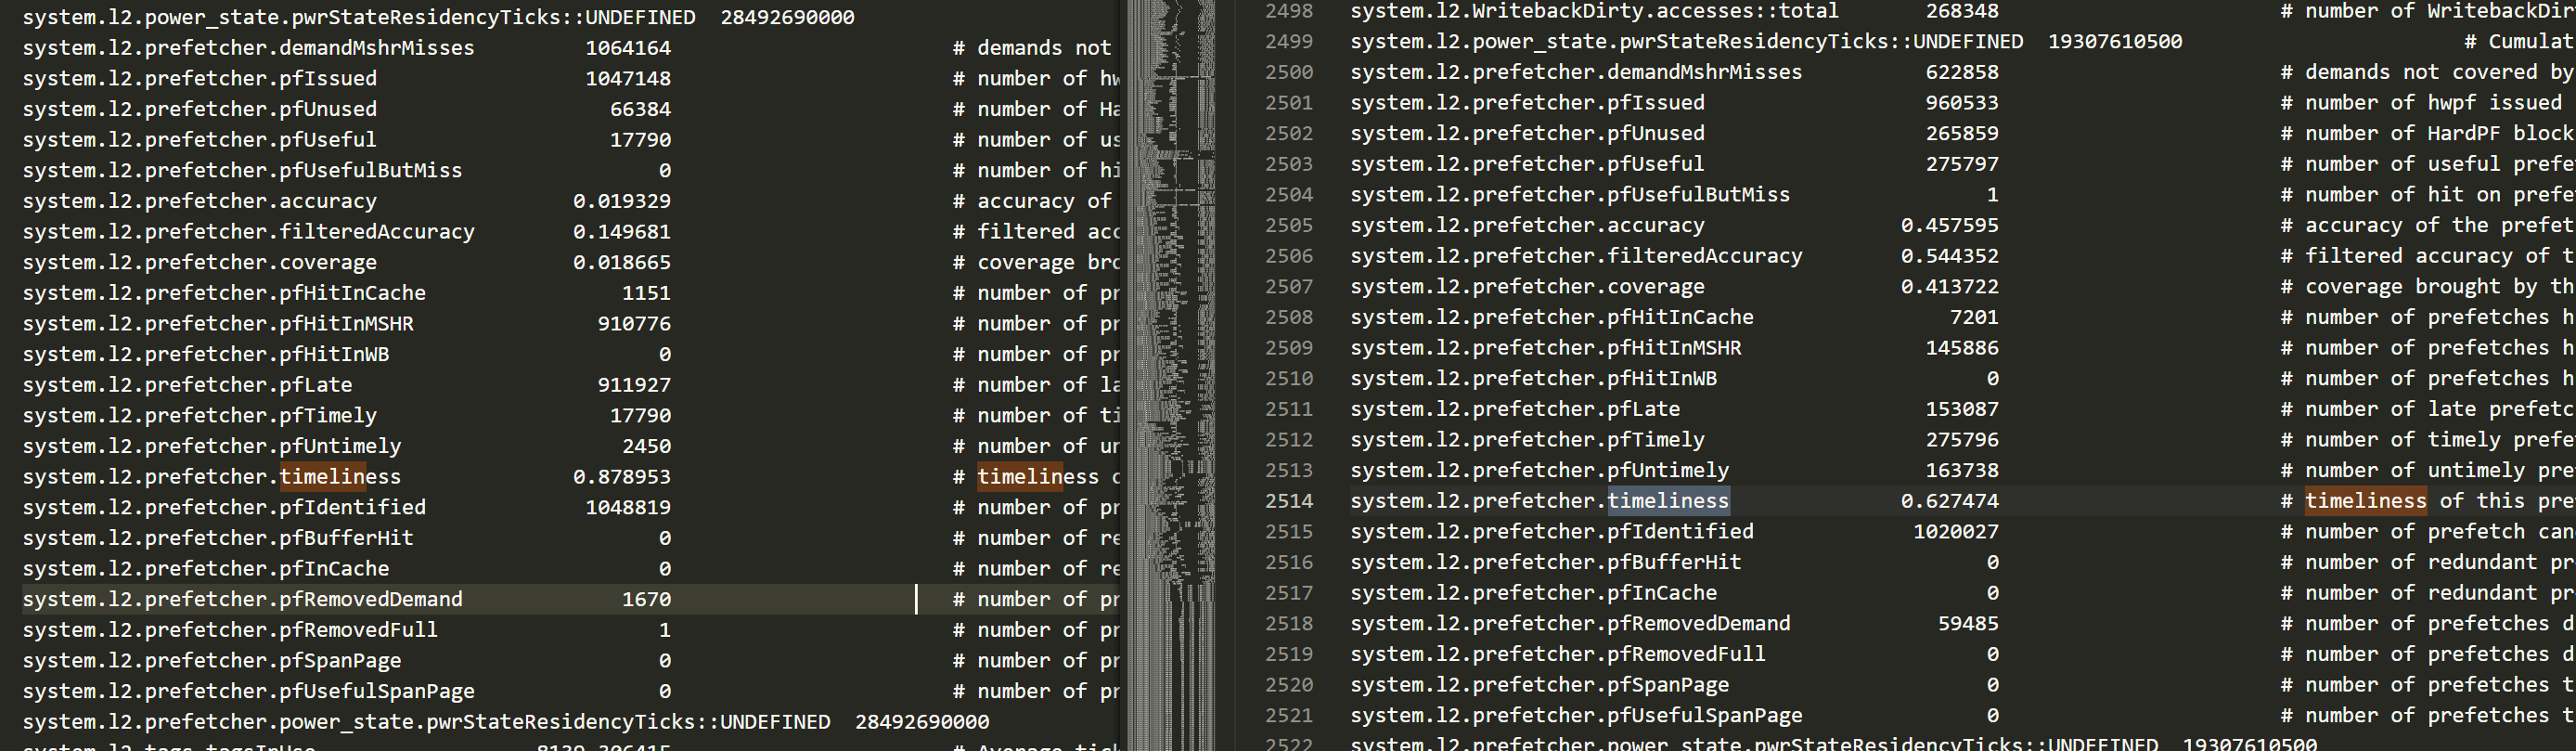 system.l2.power_state.pwrStateResidencyTicks::UNDEFINED  28492690000
system.l2.prefetcher.demandMshrMisses         1064164                       # demands not
system.l2.prefetcher.pfIssued                 1047148                       # number of hw
system.l2.prefetcher.pfUnused                   66384                       # number of Ha
system.l2.prefetcher.pfUseful                   17790                       # number of us
system.l2.prefetcher.pfUsefulButMiss                0                       # number of hi
system.l2.prefetcher.accuracy                0.019329                       # accuracy of
system.l2.prefetcher.filteredAccuracy        0.149681                       # filtered acc
system.l2.prefetcher.coverage                0.018665                       # coverage bro
system.l2.prefetcher.pfHitInCache                1151                       # number of pr
system.l2.prefetcher.pfHitInMSHR               910776                       # number of pr
system.l2.prefetcher.pfHitInWB                      0                       # number of pr
system.l2.prefetcher.pfLate                    911927                       # number of la
system.l2.prefetcher.pfTimely                   17790                       # number of ti
system.l2.prefetcher.pfUntimely                  2450                       # number of un
system.l2.prefetcher.timeliness              0.878953                       # timeliness o
system.l2.prefetcher.pfIdentified             1048819                       # number of pr
system.l2.prefetcher.pfBufferHit                    0                       # number of re
system.l2.prefetcher.pfInCache                      0                       # number of re
system.l2.prefetcher.pfRemovedDemand             1670                       # number of pr
system.l2.prefetcher.pfRemovedFull                  1                       # number of pr
system.l2.prefetcher.pfSpanPage                     0                       # number of pr
system.l2.prefetcher.pfUsefulSpanPage               0                       # number of pr
system.l2.prefetcher.power_state.pwrStateResidencyTicks::UNDEFINED  28492690000
system.l2.tags.tagsInUse                  8139.306415                       # Average tick
2498 system.l2.WritebackDirty.accesses::total       268348                       # number of WritebackDirt
2499 system.l2.power_state.pwrStateResidencyTicks::UNDEFINED  19307610500                       # Cumulat
2500 system.l2.prefetcher.demandMshrMisses          622858                       # demands not covered by
2501 system.l2.prefetcher.pfIssued                  960533                       # number of hwpf issued
2502 system.l2.prefetcher.pfUnused                  265859                       # number of HardPF block
2503 system.l2.prefetcher.pfUseful                  275797                       # number of useful prefe
2504 system.l2.prefetcher.pfUsefulButMiss                1                       # number of hit on prefe
2505 system.l2.prefetcher.accuracy                0.457595                       # accuracy of the prefet
2506 system.l2.prefetcher.filteredAccuracy        0.544352                       # filtered accuracy of t
2507 system.l2.prefetcher.coverage                0.413722                       # coverage brought by th
2508 system.l2.prefetcher.pfHitInCache                7201                       # number of prefetches h
2509 system.l2.prefetcher.pfHitInMSHR               145886                       # number of prefetches h
2510 system.l2.prefetcher.pfHitInWB                      0                       # number of prefetches h
2511 system.l2.prefetcher.pfLate                    153087                       # number of late prefetc
2512 system.l2.prefetcher.pfTimely                  275796                       # number of timely prefe
2513 system.l2.prefetcher.pfUntimely                163738                       # number of untimely pre
2514 system.l2.prefetcher.timeliness              0.627474                       # timeliness of this pre
2515 system.l2.prefetcher.pfIdentified             1020027                       # number of prefetch can
2516 system.l2.prefetcher.pfBufferHit                    0                       # number of redundant pr
2517 system.l2.prefetcher.pfInCache                      0                       # number of redundant pr
2518 system.l2.prefetcher.pfRemovedDemand            59485                       # number of prefetches d
2519 system.l2.prefetcher.pfRemovedFull                  0                       # number of prefetches d
2520 system.l2.prefetcher.pfSpanPage                     0                       # number of prefetches t
2521 system.l2.prefetcher.pfUsefulSpanPage               0                       # number of prefetches t
2522 system.l2.prefetcher.power_state.pwrStateResidencyTicks::UNDEFINED  19307610500